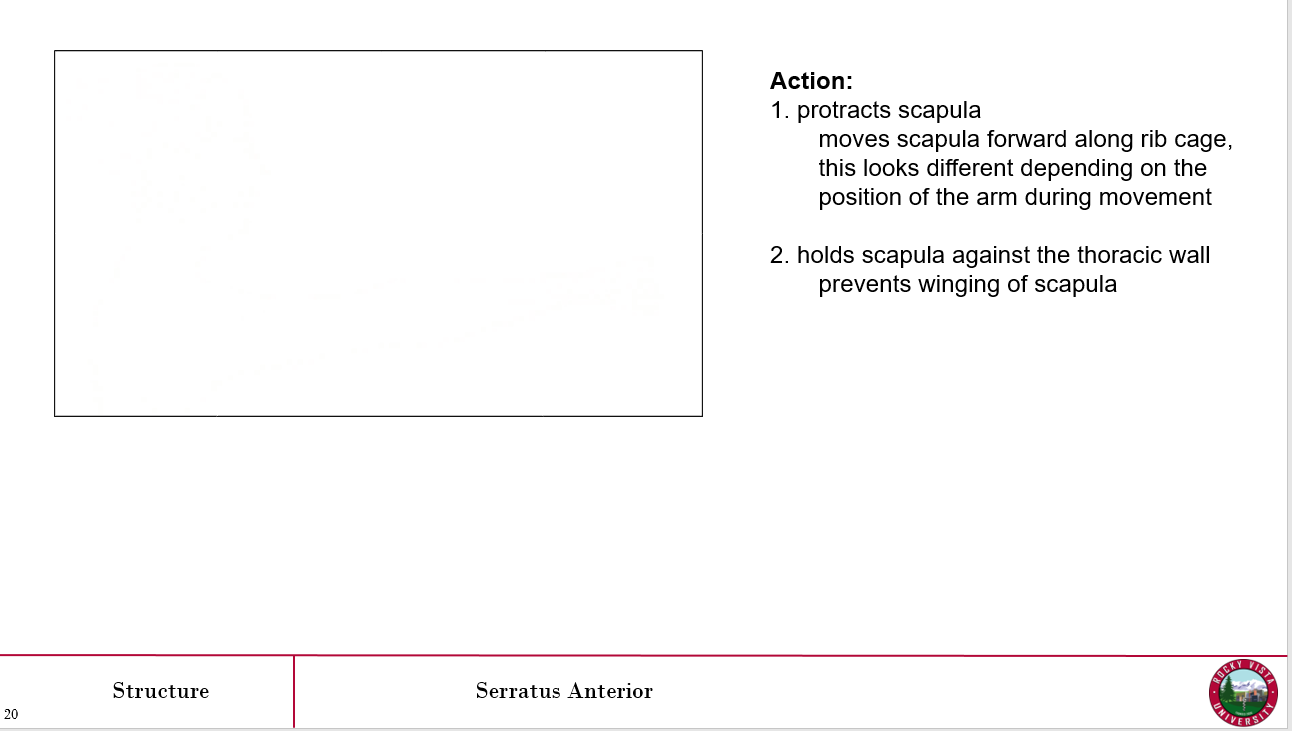 Action:
1. protracts scapula
moves scapula forward along rib cage,
this looks different depending on the
position of the arm during movement
2. holds scapula against the thoracic wall
prevents winging of scapula
Structure
Serratus Anterior
20
ROCKY VISTA
UNIVERSITY